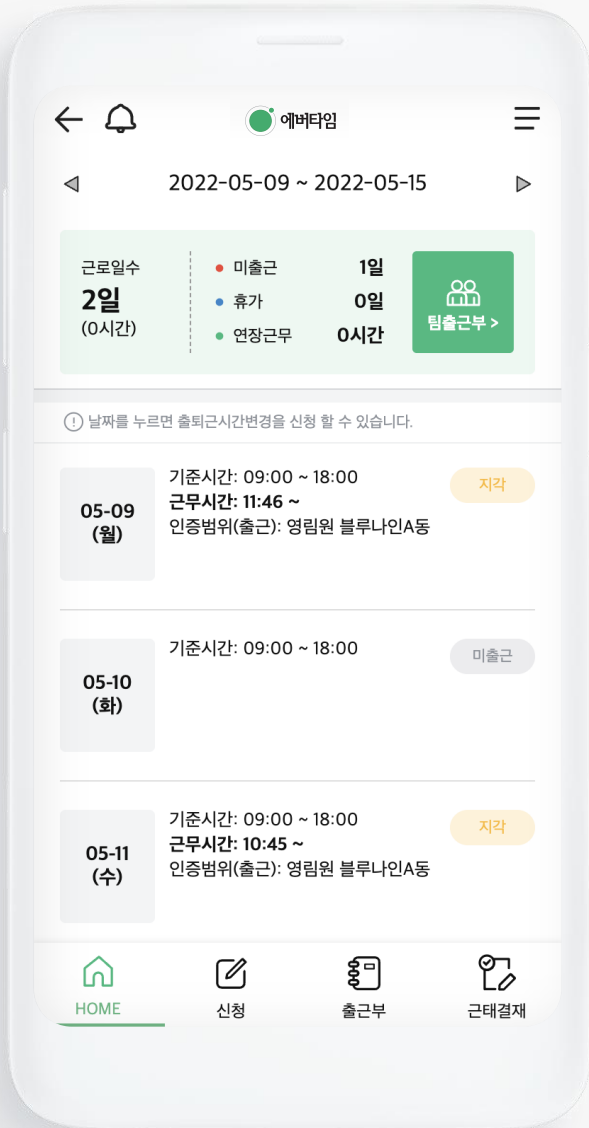 에버타임
2022-05-09 ~ 2022-05-15
근로일수
2일
(0시간)
미출근 1일
휴가 0일
연장근무 0시간
팀출근부 >
날짜를 누르면 출퇴근시간변경을 신청 할 수 있습니다.
05-09
(월)
기준시간: 09:00 ~ 18:00
근무시간: 11:46 ~
인증범위(출근): 영림원 블루나인A동
지각
05-10
(화)
기준시간: 09:00 ~ 18:00
미출근
05-11
(수)
기준시간: 09:00 ~ 18:00
근무시간: 10:45 ~
인증범위(출근): 영림원 블루나인A동
지각
HOME
신청
출근부
근태결재